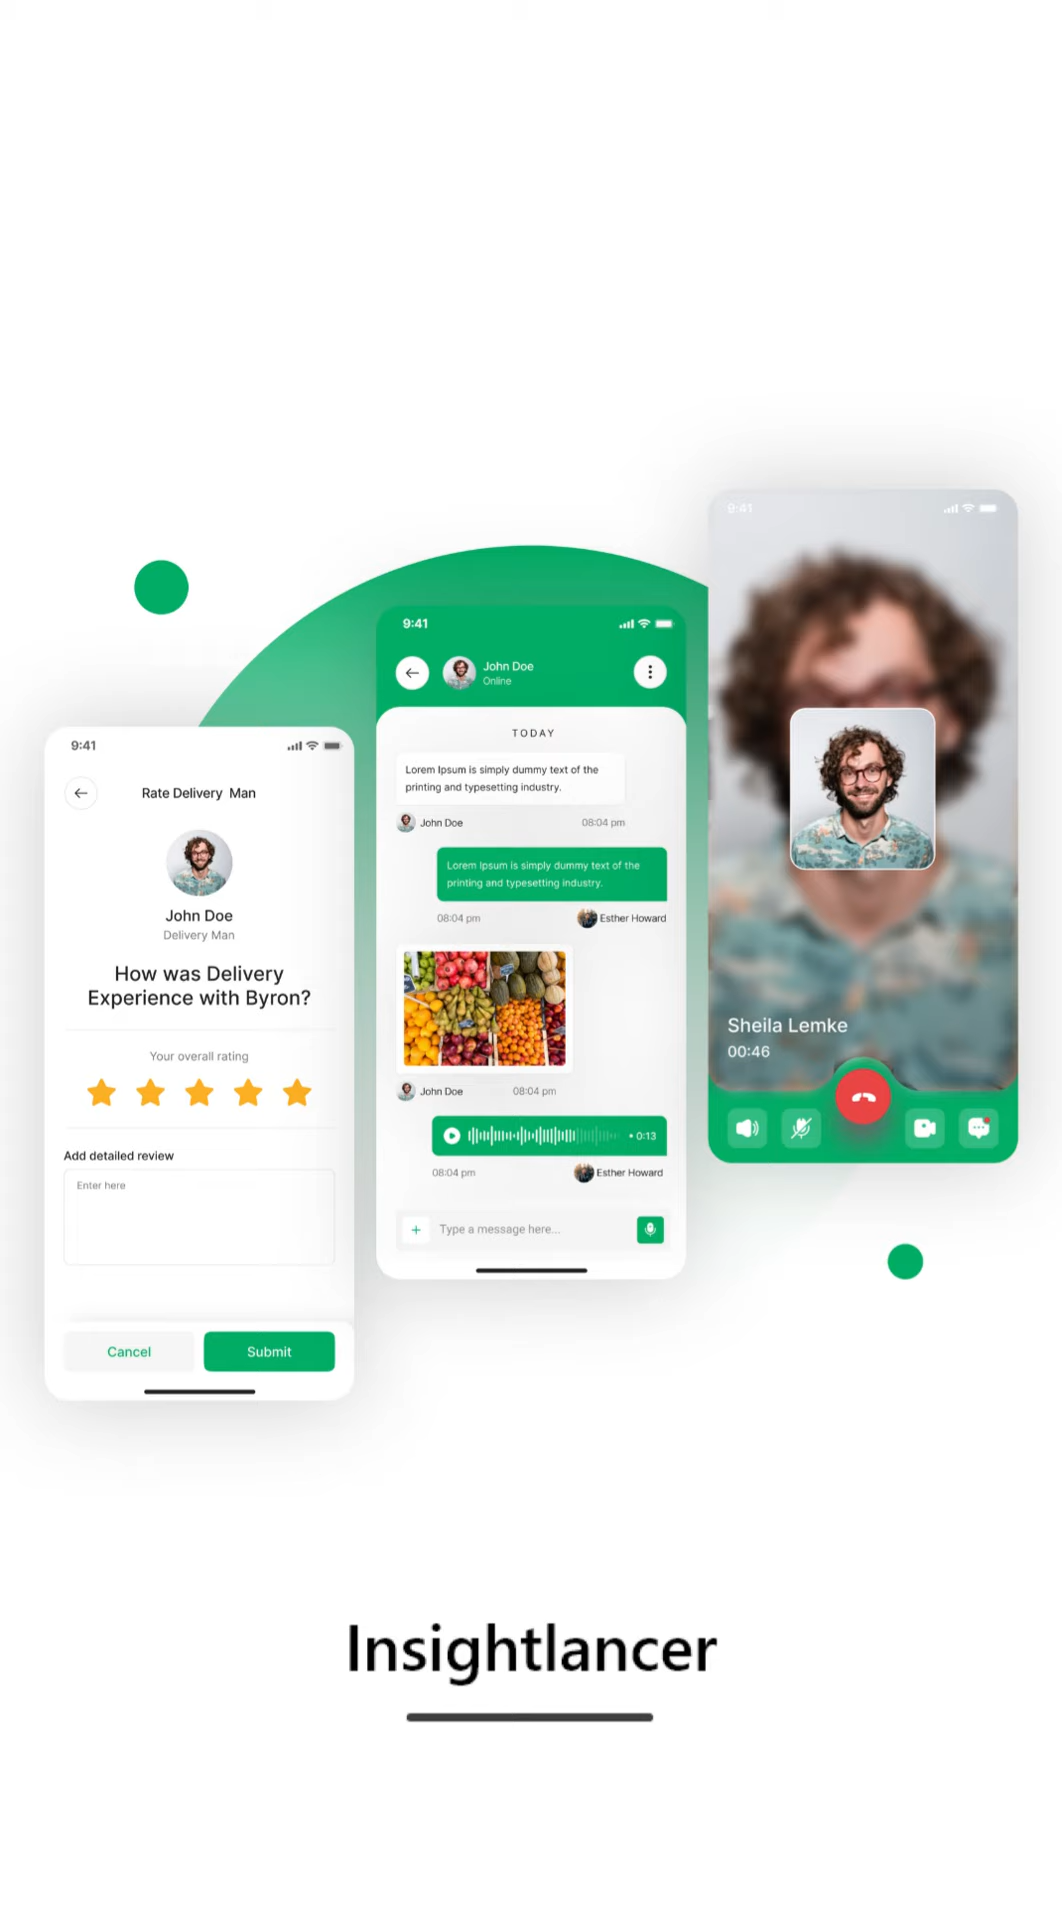 9:41
Rate Delivery Man
John Doe
Delivery Man
How was Delivery
Experience with Byron?
Your overall rating
Add detailed review
Enter here
Cancel
Submit
9:41
John Doe
Online
TODAY
Lorem Ipsum is simply dummy text of the
printing and typesetting industry.
John Doe
08:04 pm
Lorem Ipsum is simply dummy text of the
printing and typesetting industry.
08:04 pm
Esther Howard
John Doe
08:04 pm
• 0:13
08:04 pm
Esther Howard
Type a message here...
9:41
Sheila Lemke
00:46
Insightlancer